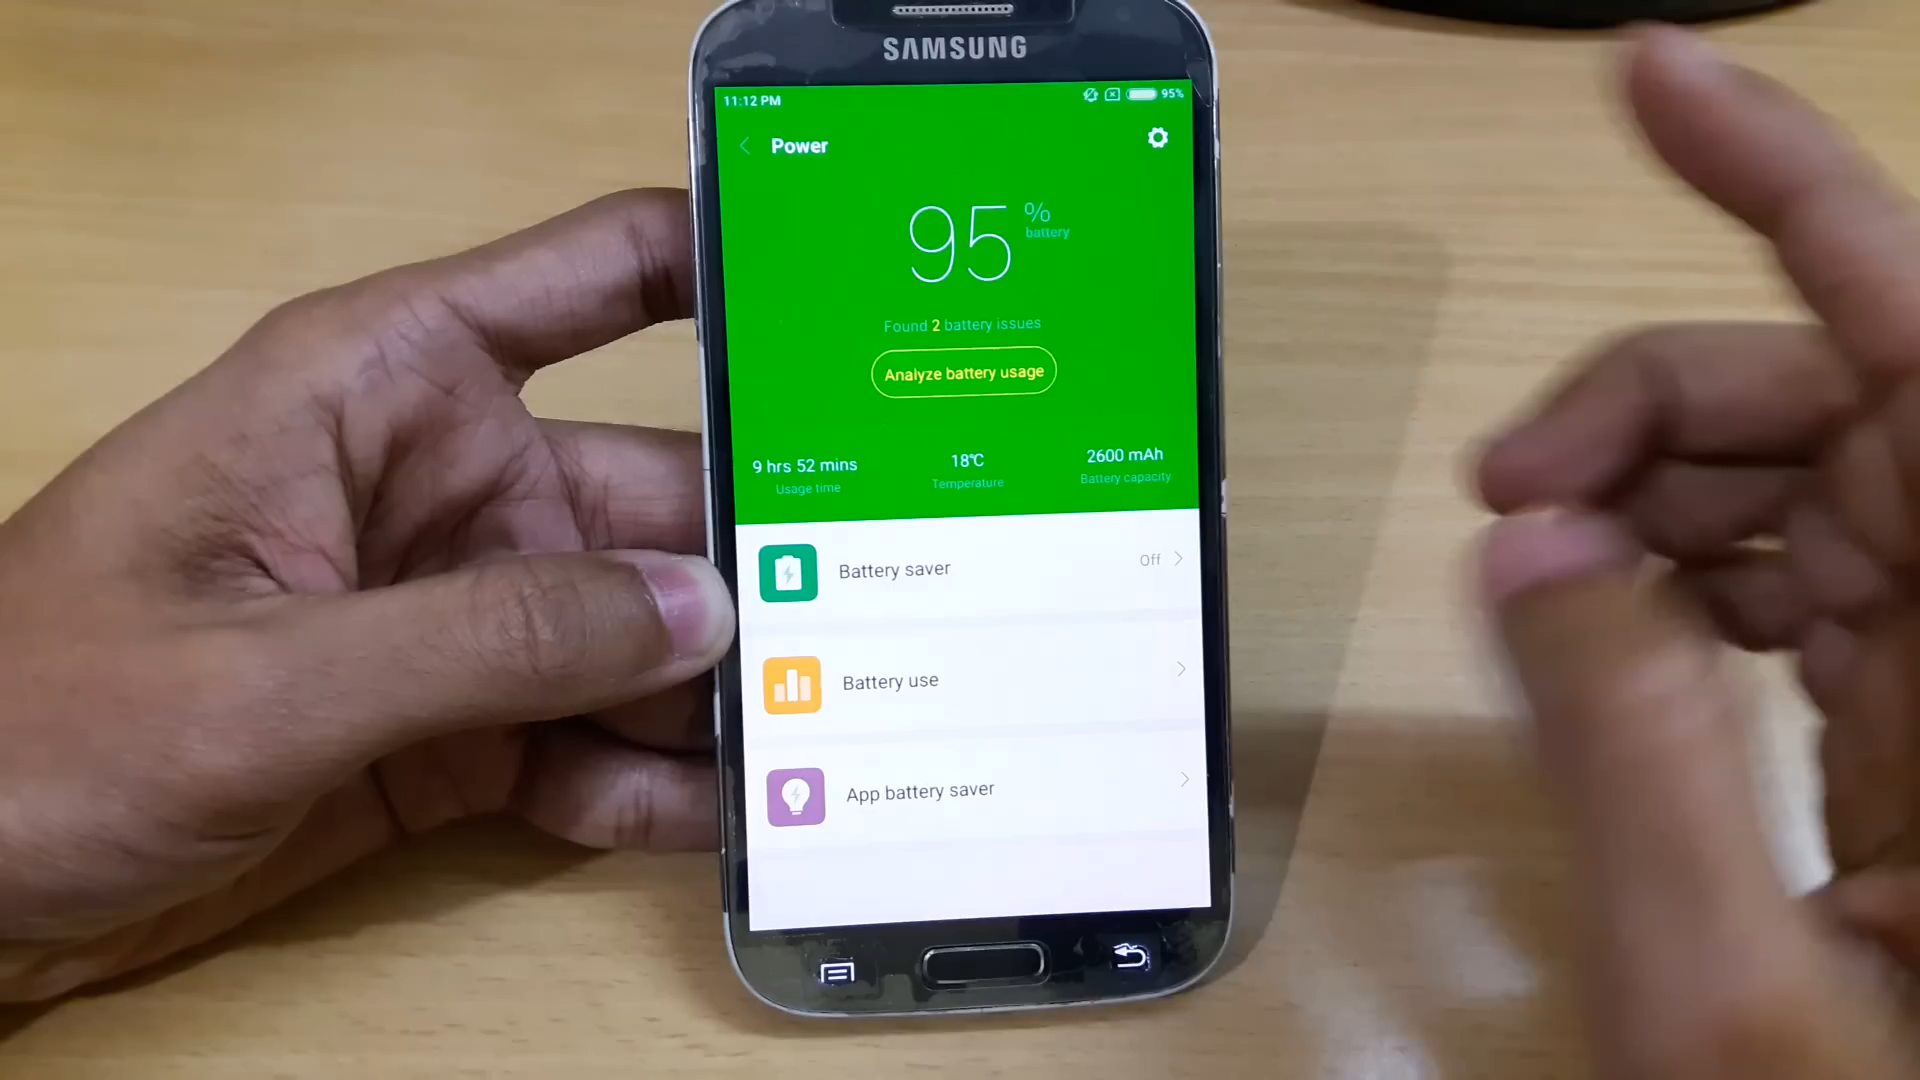 SAMSUNG
11:12 PM 95%
Power
95 %
battery
Found 2 battery issues
Analyze battery usage
9 hrs 52 mins 18℃ 2600 mAh
Usage time Temperature Battery capacity
Battery saver Off
Battery use
App battery saver